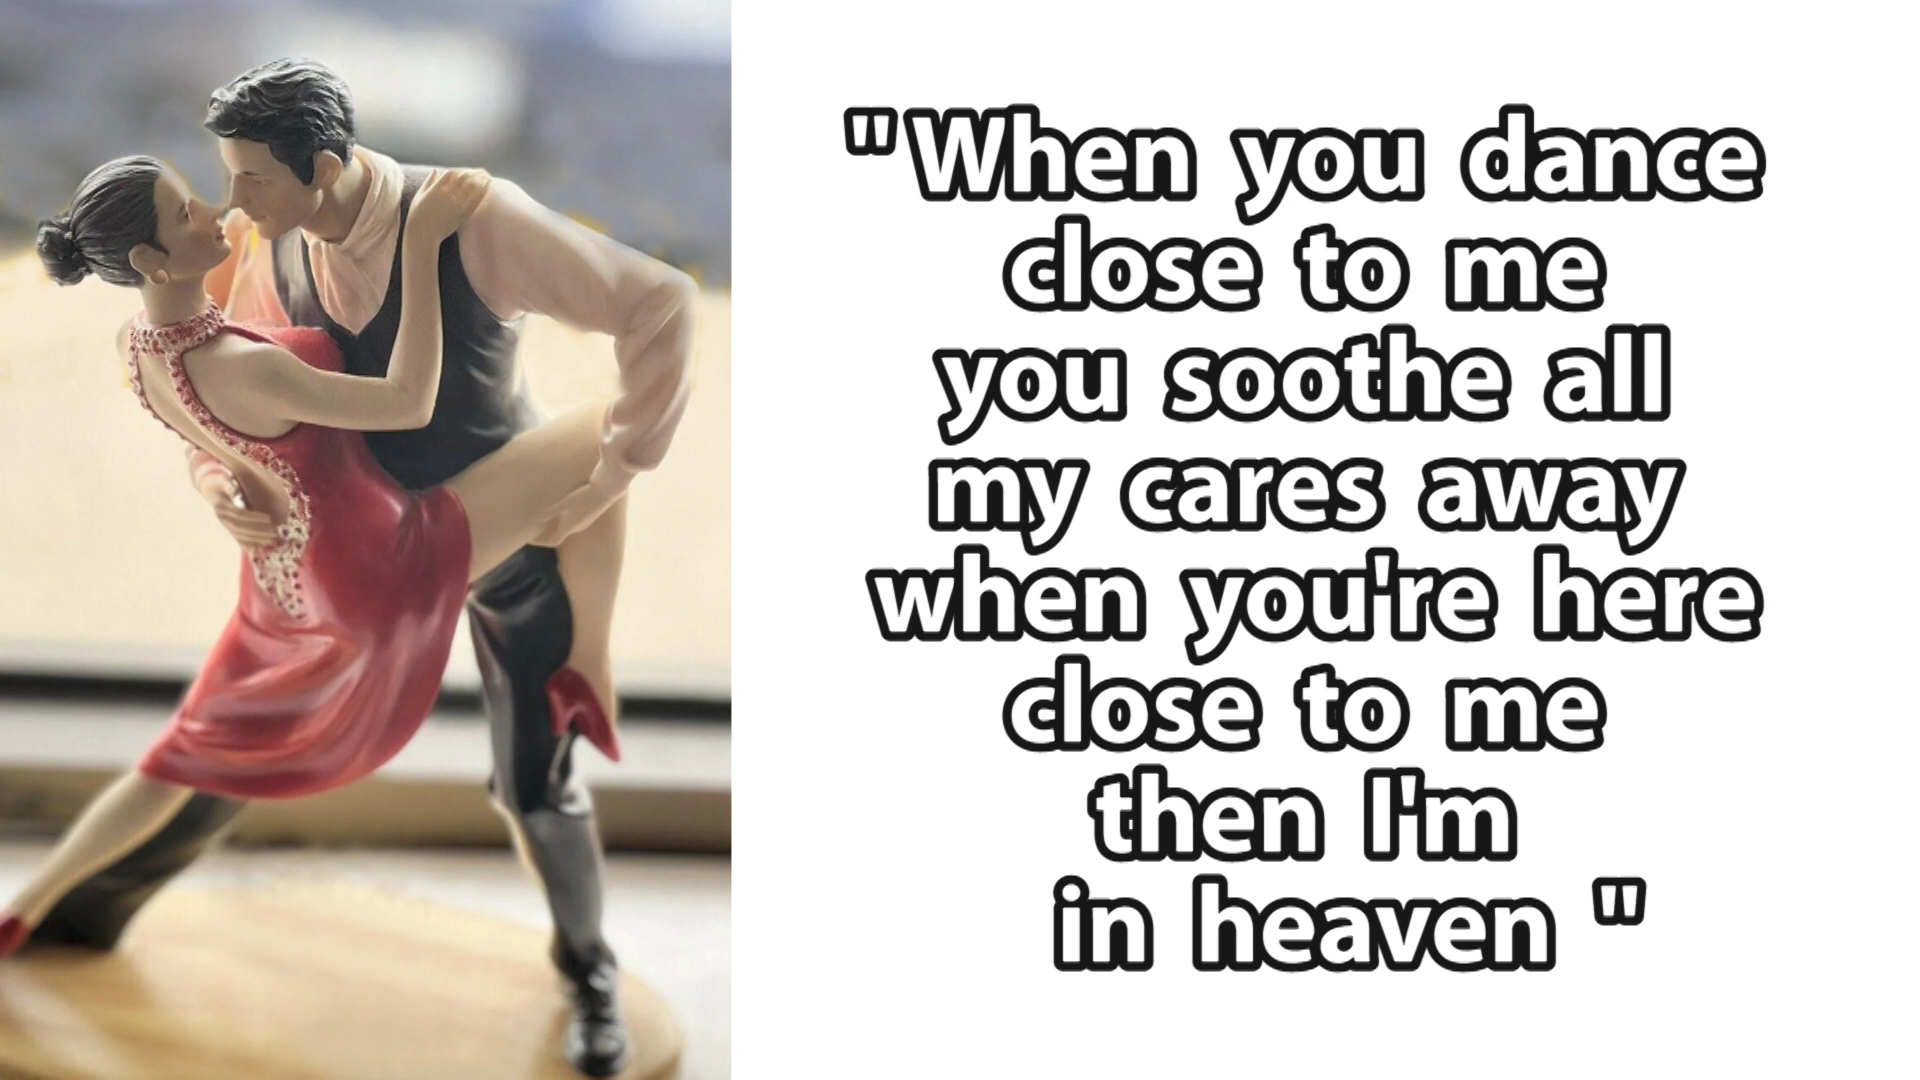 "When you dance
close to me
you soothe all
my cares away
when you're here
close to me
then I'm
in heaven "